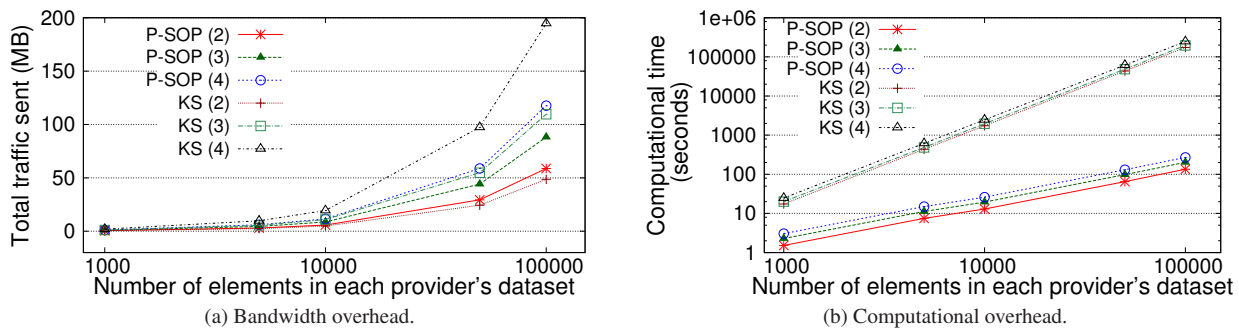 Total traffic sent (MB)
200
150
100
50
0
P-SOP (2)
P-SOP (3)
P-SOP (4)
KS (2)
KS (3)
KS (4)
1000
10000
100000
Number of elements in each provider's dataset
(a) Bandwidth overhead.
Computational time
(seconds)
1e+06
100000
10000
1000
100
10
1
P-SOP (2)
P-SOP (3)
P-SOP (4)
KS (2)
KS (3)
KS (4)
1000
10000
100000
Number of elements in each provider's dataset
(b) Computational overhead.